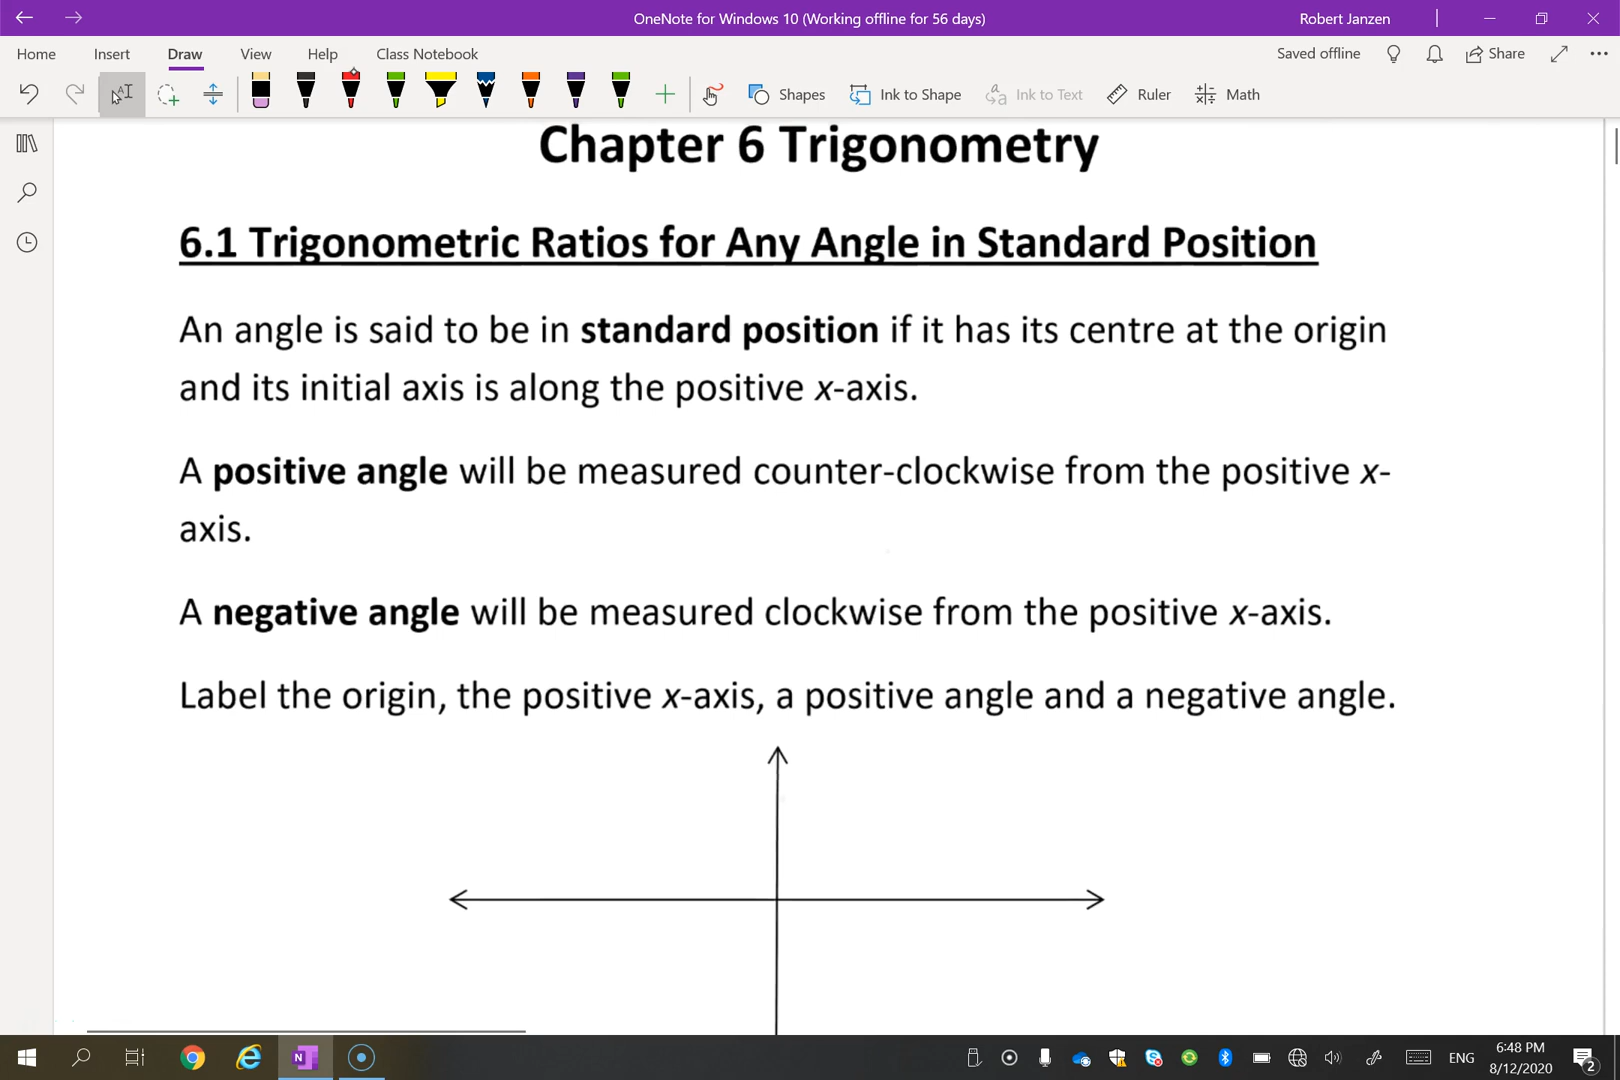 OneNote for Windows 10 (Working offline for 56 days)
Robert Janzen
Home Insert Draw View Help Class Notebook
Saved offline Share
Shapes Ink to Shape Ink to Text Ruler Math
Chapter 6 Trigonometry
6.1 Trigonometric Ratios for Any Angle in Standard Position
An angle is said to be in standard position if it has its centre at the origin
and its initial axis is along the positive x-axis.
A positive angle will be measured counter-clockwise from the positive x-
axis.
A negative angle will be measured clockwise from the positive x-axis.
Label the origin, the positive x-axis, a positive angle and a negative angle.
ENG
6:48 PM
8/12/2020
2